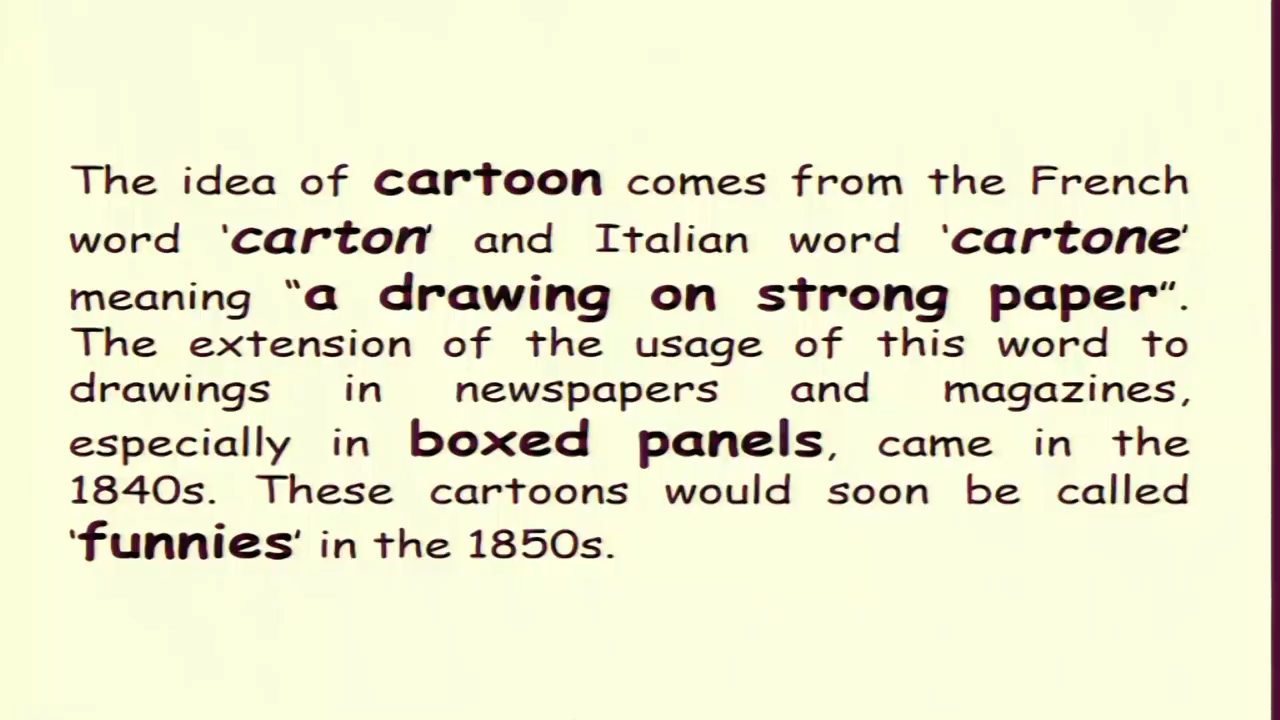 The idea of cartoon comes from the French
word ‘carton’ and Italian word ‘cartone’
meaning “a drawing on strong paper”.
The extension of the usage of this word to
drawings in newspapers and magazines,
especially in boxed panels, came in the
1840s. These cartoons would soon be called
‘funnies’ in the 1850s.